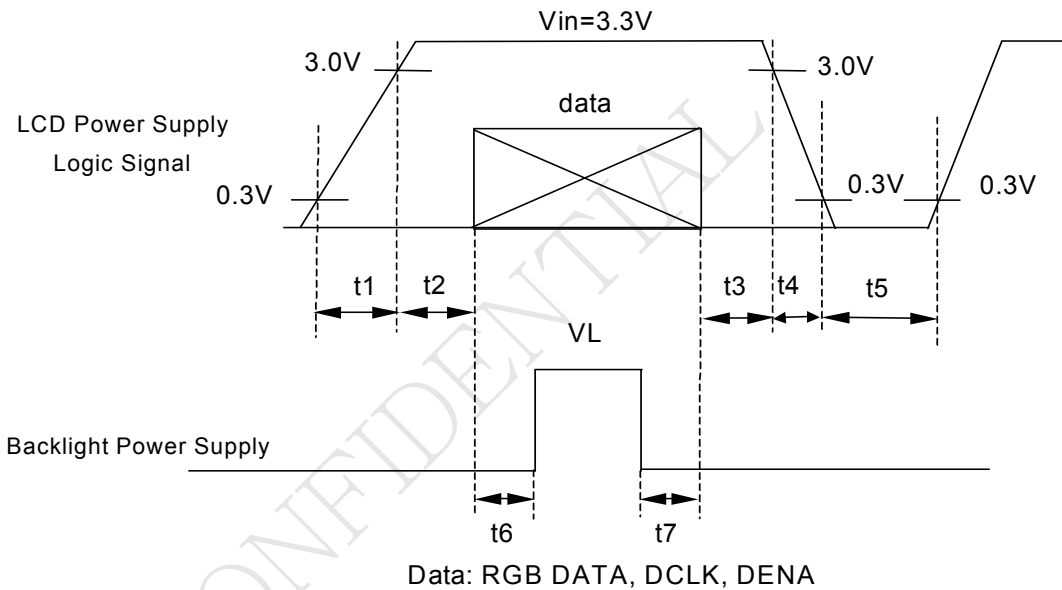 Vin=3.3V
3.0V
3.0V
data
LCD Power Supply
Logic Signal
0.3V
0.3V
0.3V
t1
t2
t3
t4
t5
VL
Backlight Power Supply
t6
t7
Data: RGB DATA, DCLK, DENA
CONFIDENTIAL